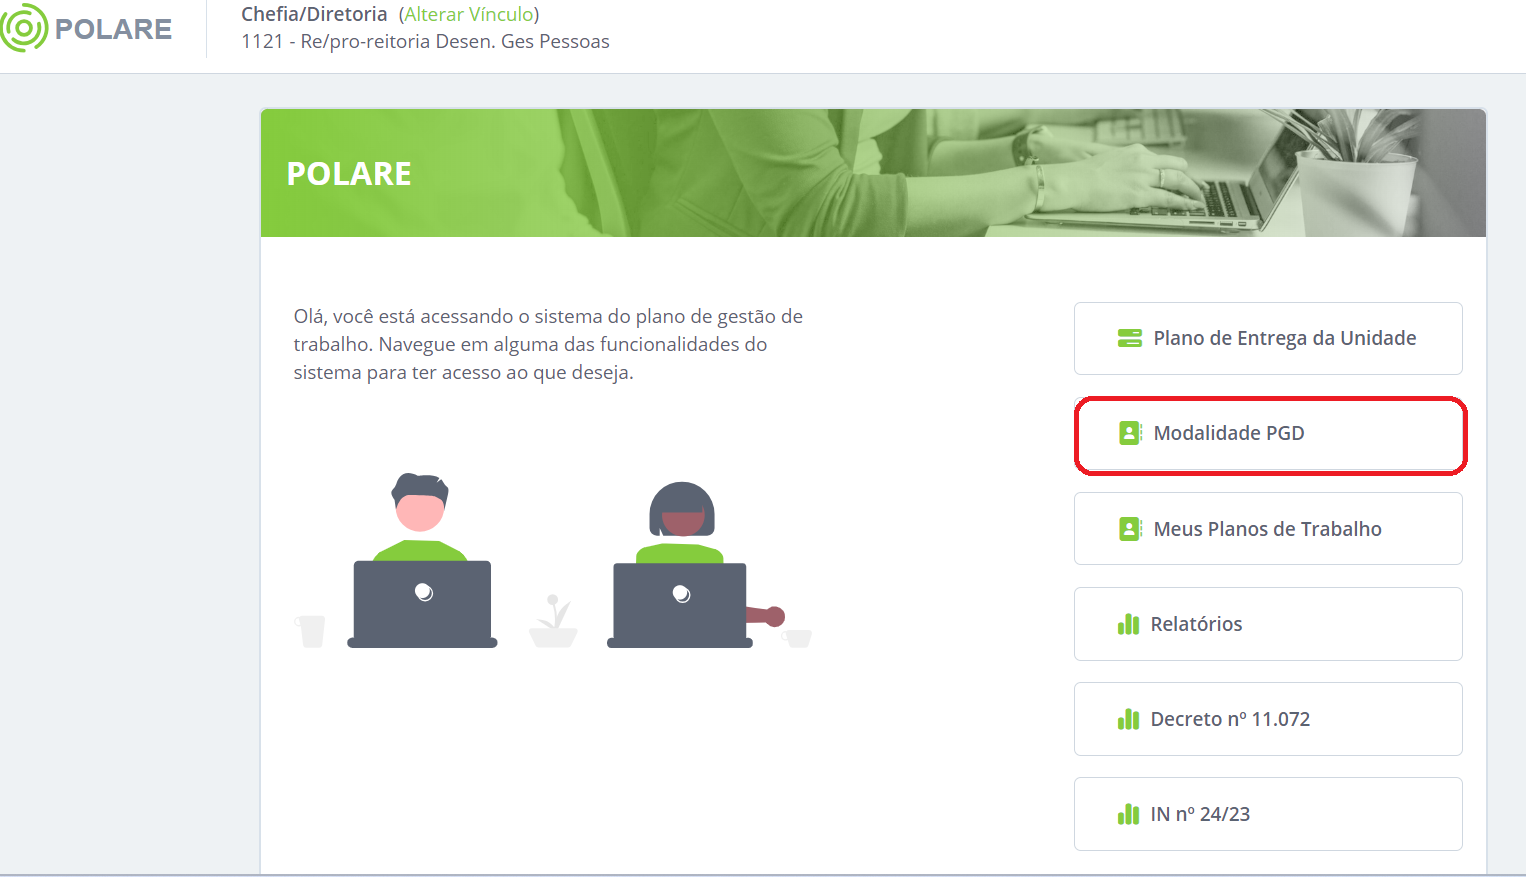 POLARE
Chefia/Diretoria (Alterar Vínculo)
1121 - Re/pro-reitoria Desen. Ges Pessoas
POLARE
Olá, você está acessando o sistema do plano de gestão de
trabalho. Navegue em alguma das funcionalidades do
sistema para ter acesso ao que deseja.
Plano de Entrega da Unidade
Modalidade PGD
Meus Planos de Trabalho
Relatórios
Decreto nº 11.072
IN nº 24/23